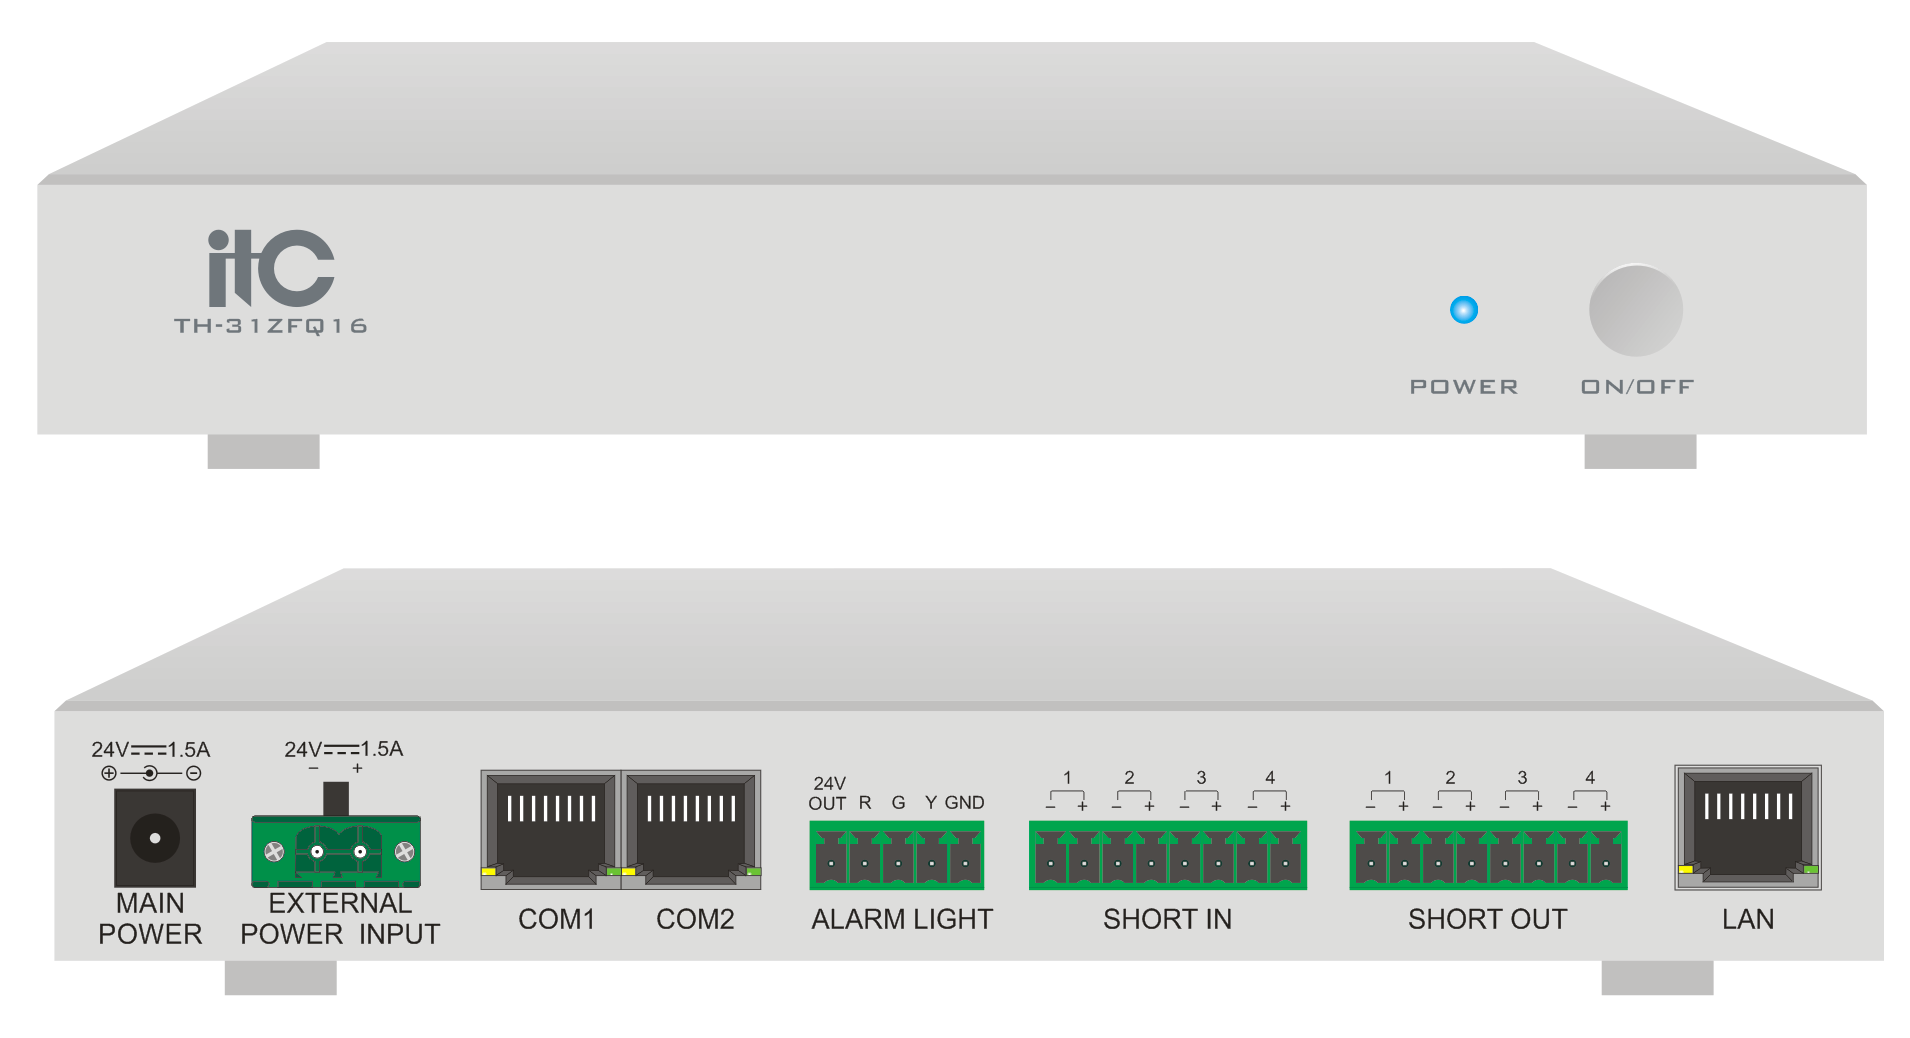 itC
TH-31ZFQ16
POWER
ON/OFF
24V 1.5A
24V 1.5A
− +
MAIN
POWER
EXTERNAL
POWER INPUT
COM1
COM2
24V
OUT R G Y GND
ALARM LIGHT
1 2 3 4
− + − + − + − +
SHORT IN
1 2 3 4
− + − + − + − +
SHORT OUT
LAN